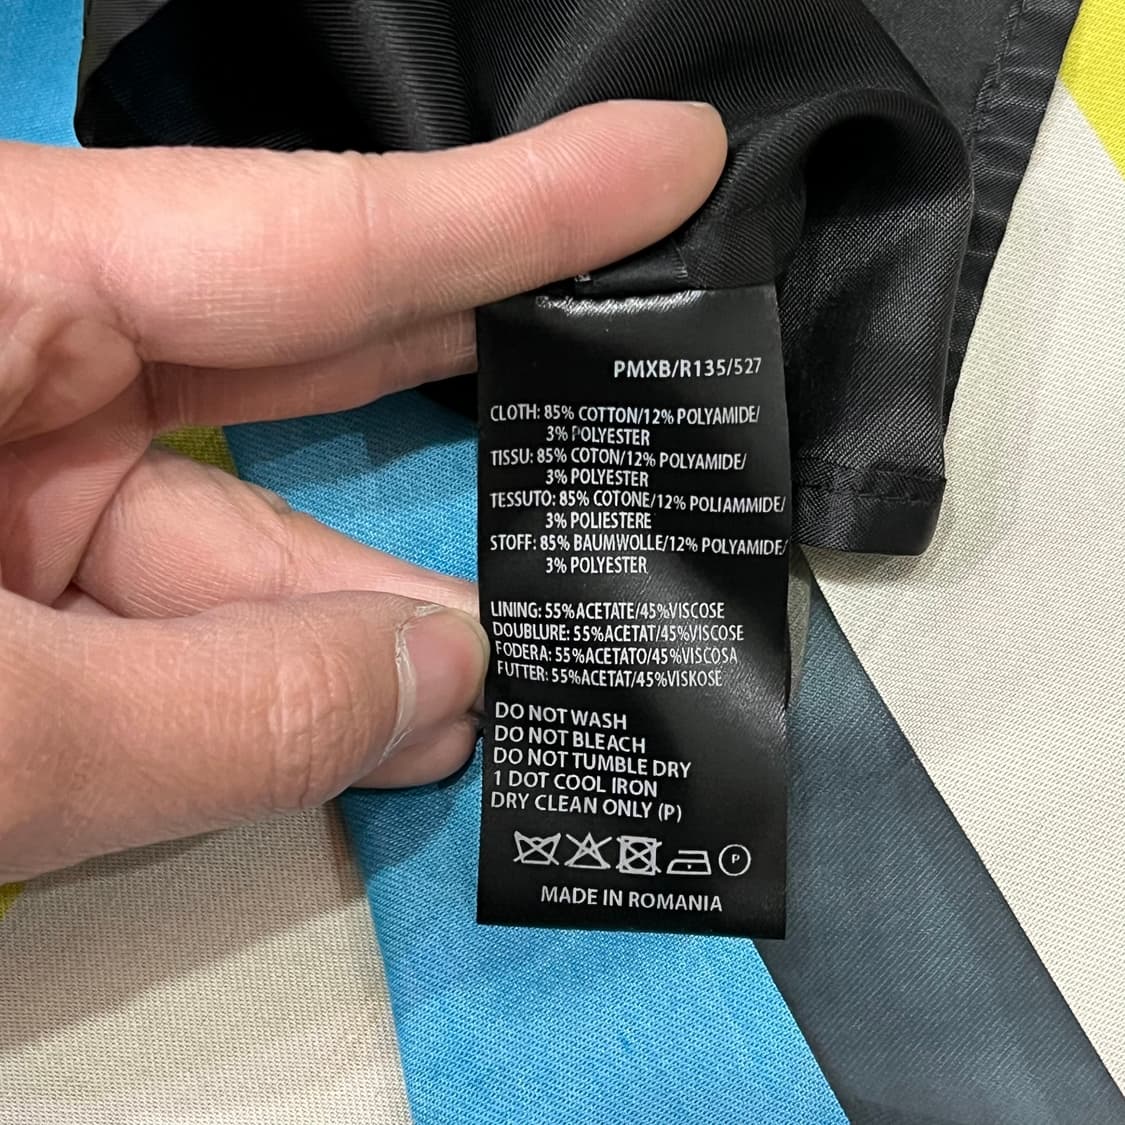 PMXB/R135/527
CLOTH: 85% COTTON/12% POLYAMIDE/
3% POLYESTER
TISSU: 85% COTON/12% POLYAMIDE/
3% POLYESTER
TESSUTO: 85% COTONE/12% POLIAMMIDE/
3% POLIESTERE
STOFF: 85% BAUMWOLLE/12% POLYAMIDE/
3% POLYESTER
LINING: 55%ACETATE/45%VISCOSE
DOUBLURE: 55%ACETAT/45%VISCOSE
FODERA: 55%ACETATO/45%VISCOSA
FUTTER: 55%ACETAT/45%VISKOSE
DO NOT WASH
DO NOT BLEACH
DO NOT TUMBLE DRY
1 DOT COOL IRON
DRY CLEAN ONLY (P)
P
MADE IN ROMANIA